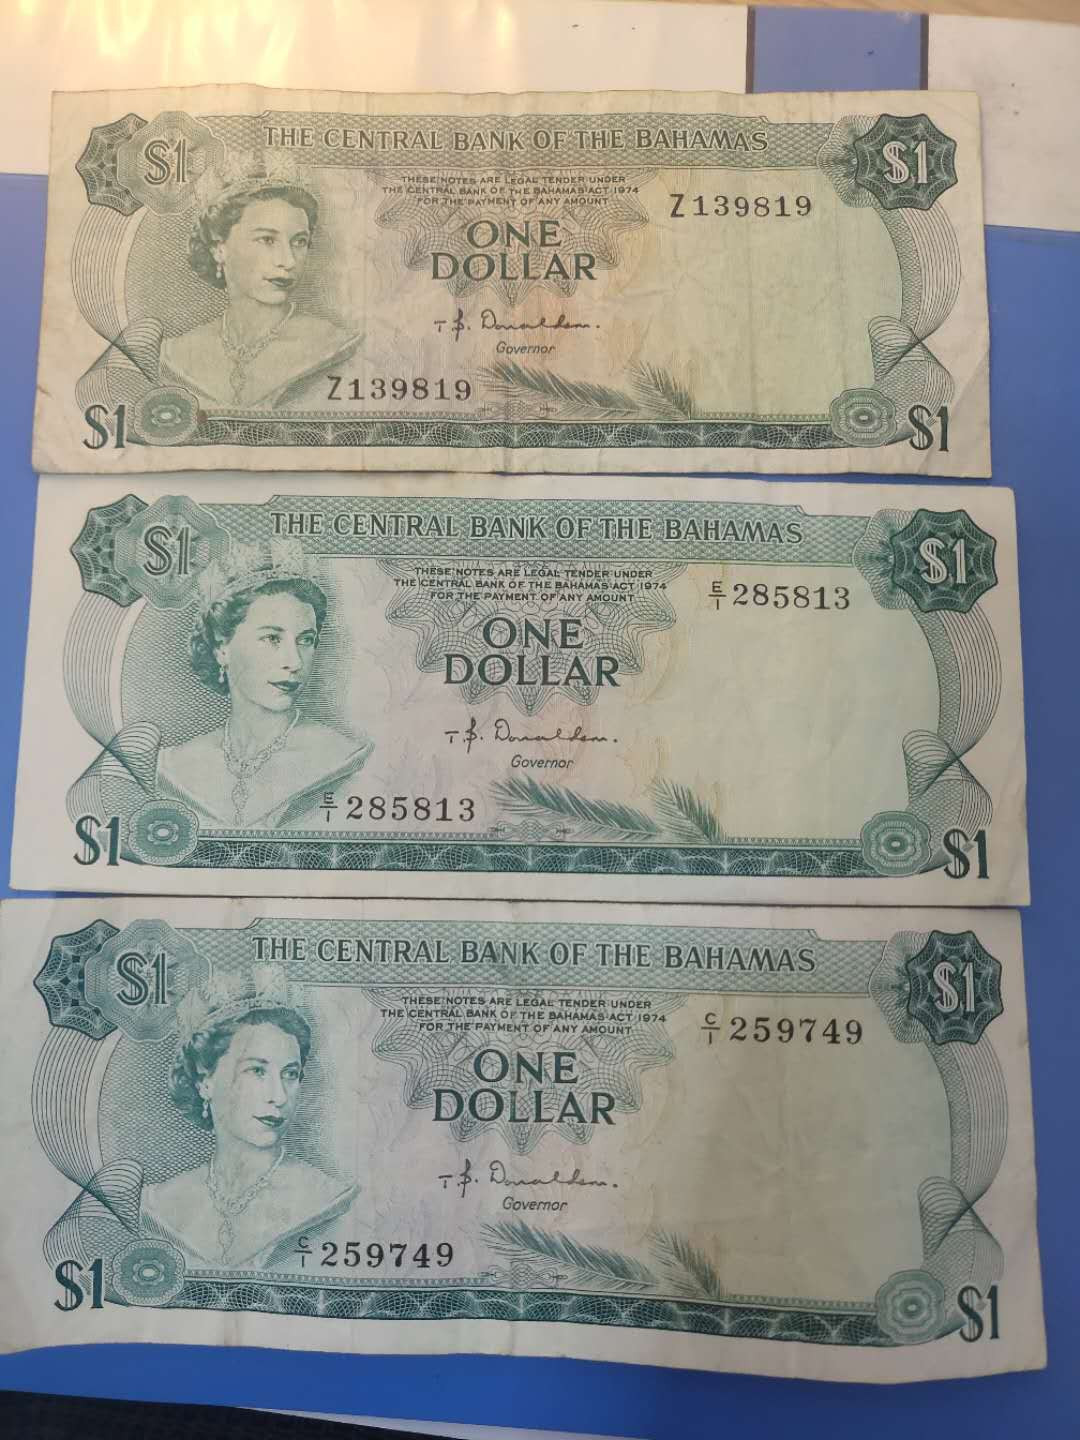 $1 THE CENTRAL BANK OF THE BAHAMAS $1
THESE NOTES ARE LEGAL TENDER UNDER
THE CENTRAL BANK OF THE BAHAMAS ACT 1974
FOR THE PAYMENT OF ANY AMOUNT
Z139819
ONE
DOLLAR
T. B. Donaldson.
Governor
Z139819
$1 $1
$1 THE CENTRAL BANK OF THE BAHAMAS $1
THESE NOTES ARE LEGAL TENDER UNDER
THE CENTRAL BANK OF THE BAHAMAS ACT 1974
FOR THE PAYMENT OF ANY AMOUNT
E/1 285813
ONE
DOLLAR
T. B. Donaldson.
Governor
E/1 285813
$1 $1
$1 THE CENTRAL BANK OF THE BAHAMAS $1
THESE NOTES ARE LEGAL TENDER UNDER
THE CENTRAL BANK OF THE BAHAMAS ACT 1974
FOR THE PAYMENT OF ANY AMOUNT
C/1 259749
ONE
DOLLAR
T. B. Donaldson.
Governor
C/1 259749
$1 $1